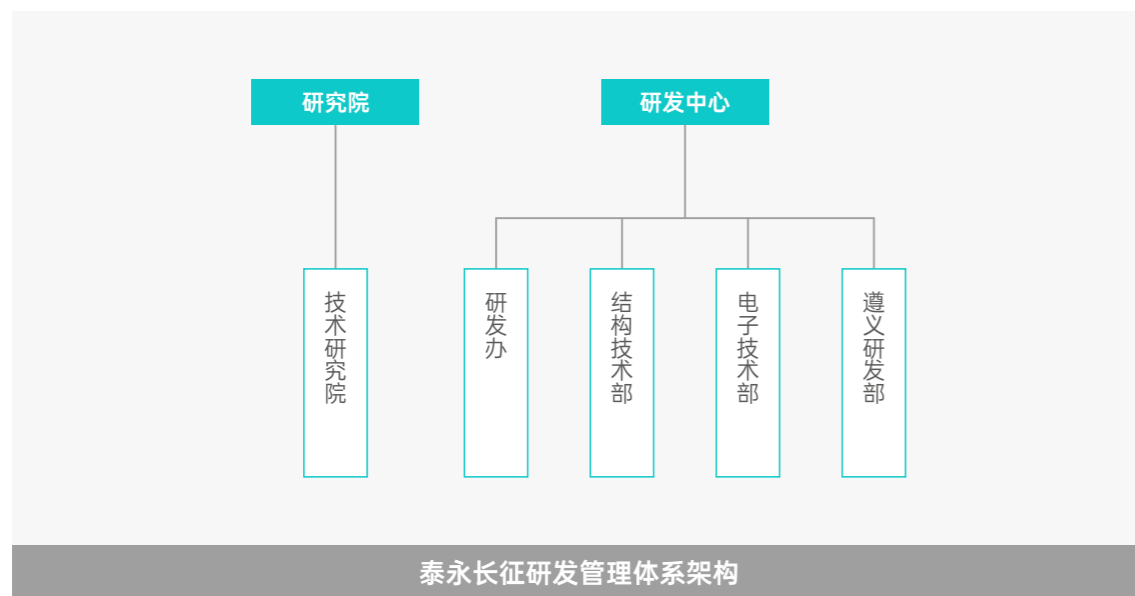 研究院
研发中心
技术研究院
研发办
结构技术部
电子技术部
遵义研发部
泰永长征研发管理体系架构